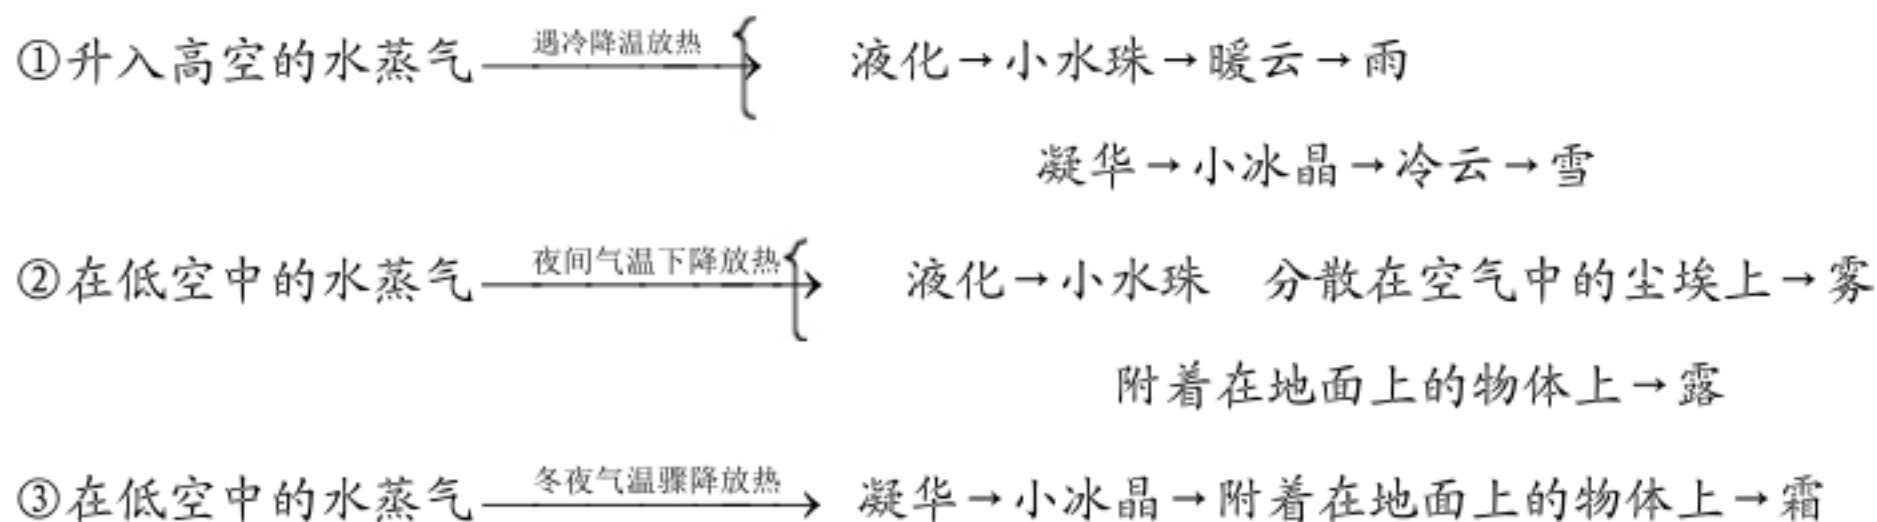 ①升入高空的水蒸气 遇冷降温放热→{ 液化→小水珠→暖云→雨
凝华→小冰晶→冷云→雪
②在低空中的水蒸气 夜间气温下降放热→{ 液化→小水珠 分散在空气中的尘埃上→雾
附着在地面上的物体上→露
③在低空中的水蒸气 冬夜气温骤降放热→ 凝华→小冰晶→附着在地面上的物体上→霜